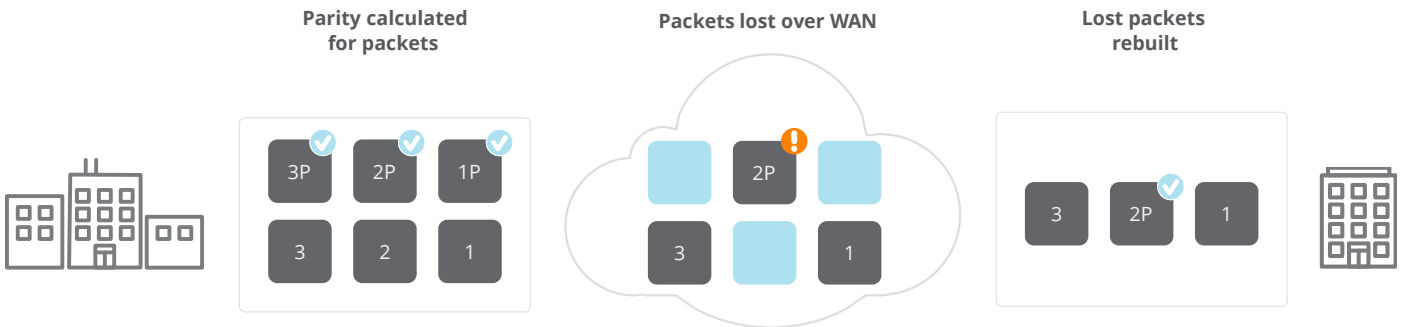 Parity calculated
for packets
Packets lost over WAN
Lost packets
rebuilt
3P 2P 1P
3 2 1
2P
3 1
3 2P 1